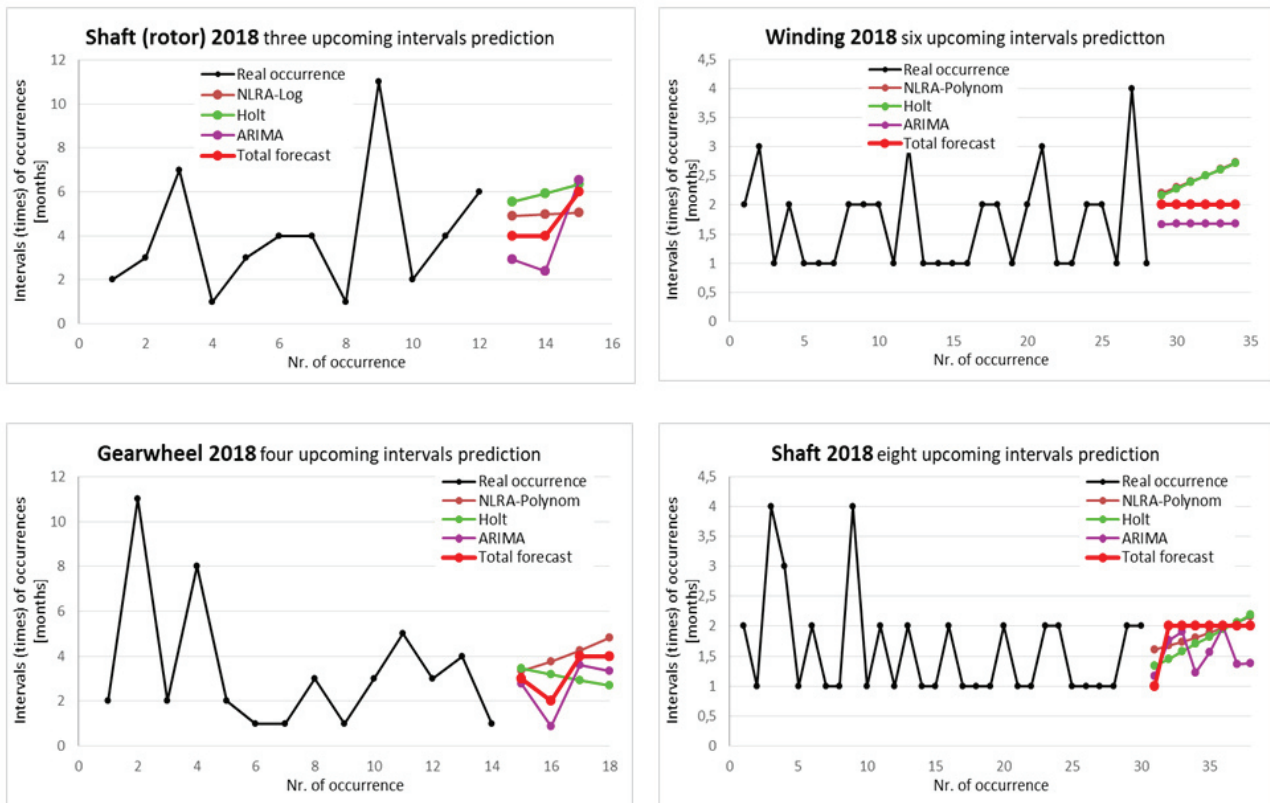 Shaft (rotor) 2018 three upcoming intervals prediction
Real occurrence
NLRA-Log
Holt
ARIMA
Total forecast
Intervals (times) of occurrences
[months]
12
10
8
6
4
2
0
0 2 4 6 8 10 12 14 16
Nr. of occurrence
Winding 2018 six upcoming intervals predictton
Real occurrence
NLRA-Polynom
Holt
ARIMA
Total forecast
Intervals (times) of occurrences
[months]
4,5
4
3,5
3
2,5
2
1,5
1
0,5
0
0 5 10 15 20 25 30 35
Nr. of occurrence
Gearwheel 2018 four upcoming intervals prediction
Real occurrence
NLRA-Polynom
Holt
ARIMA
Total forecast
Intervals (times) of occurrences
[months]
12
10
8
6
4
2
0
0 2 4 6 8 10 12 14 16 18
Nr. of occurrence
Shaft 2018 eight upcoming intervals prediction
Real occurrence
NLRA-Polynom
Holt
ARIMA
Total forecast
Intervals (times) of occurrences
[months]
4,5
4
3,5
3
2,5
2
1,5
1
0,5
0
0 5 10 15 20 25 30 35
Nr. of occurrence